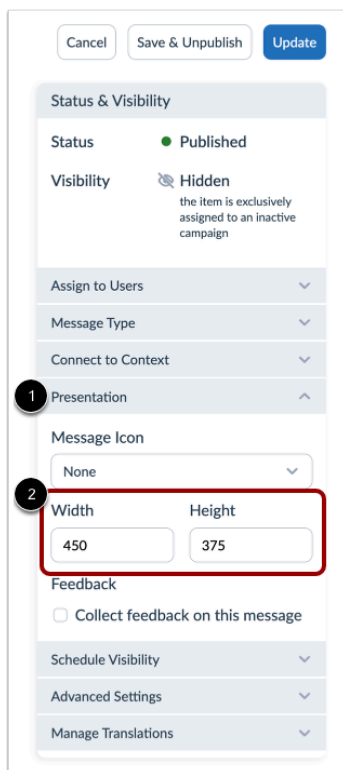 Cancel Save & Unpublish Update
Status & Visibility
Status Published
Visibility Hidden
the item is exclusively
assigned to an inactive
campaign
Assign to Users
Message Type
Connect to Context
1 Presentation
Message Icon
None
2
Width Height
450 375
Feedback
Collect feedback on this message
Schedule Visibility
Advanced Settings
Manage Translations